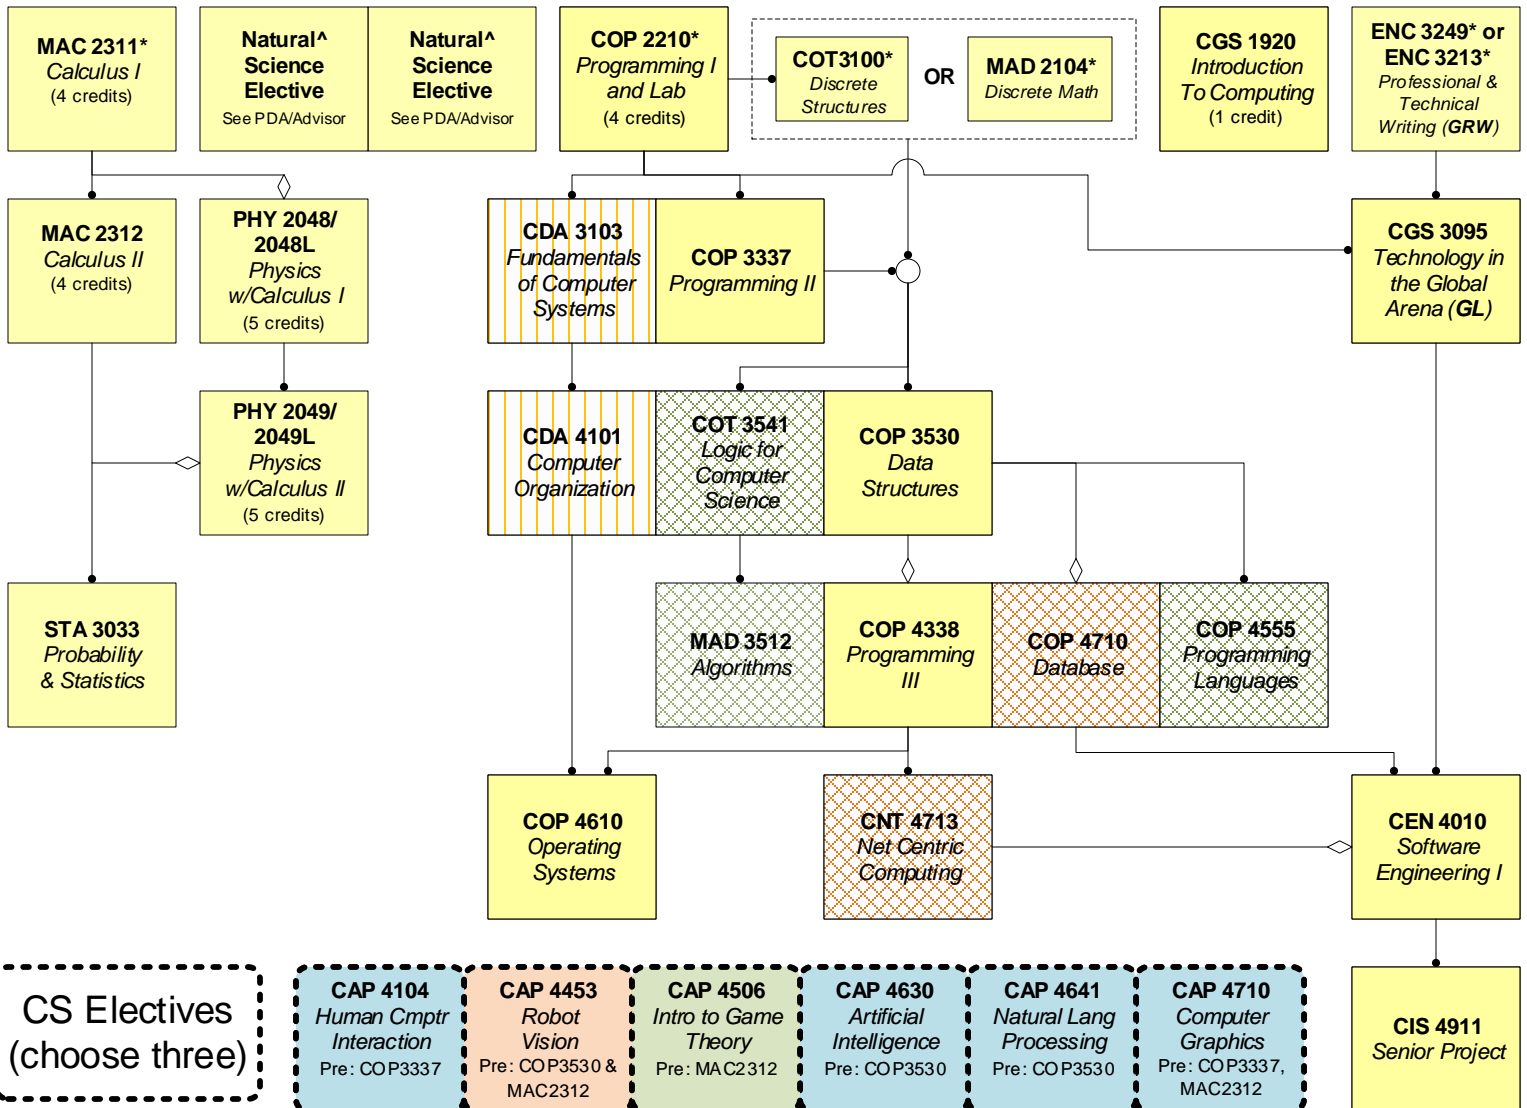 MAC 2311*
Calculus I
(4 credits)
Natural^
Science
Elective
See PDA/Advisor
Natural^
Science
Elective
See PDA/Advisor
COP 2210*
Programming I
and Lab
(4 credits)
COT3100*
Discrete
Structures
OR
MAD 2104*
Discrete Math
CGS 1920
Introduction
To Computing
(1 credit)
ENC 3249* or
ENC 3213*
Professional &
Technical
Writing (GRW)
MAC 2312
Calculus II
(4 credits)
PHY 2048/
2048L
Physics
w/Calculus I
(5 credits)
CDA 3103
Fundamentals
of Computer
Systems
COP 3337
Programming II
CGS 3095
Technology in
the Global
Arena (GL)
PHY 2049/
2049L
Physics
w/Calculus II
(5 credits)
CDA 4101
Computer
Organization
COT 3541
Logic for
Computer
Science
COP 3530
Data
Structures
STA 3033
Probability
& Statistics
MAD 3512
Algorithms
COP 4338
Programming
III
COP 4710
Database
COP 4555
Programming
Languages
COP 4610
Operating
Systems
CNT 4713
Net Centric
Computing
CEN 4010
Software
Engineering I
CS Electives
(choose three)
CAP 4104
Human Cmptr
Interaction
Pre: COP3337
CAP 4453
Robot
Vision
Pre: COP3530 &
MAC2312
CAP 4506
Intro to Game
Theory
Pre: MAC2312
CAP 4630
Artificial
Intelligence
Pre: COP3530
CAP 4641
Natural Lang
Processing
Pre: COP3530
CAP 4710
Computer
Graphics
Pre: COP3337,
MAC2312
CIS 4911
Senior Project